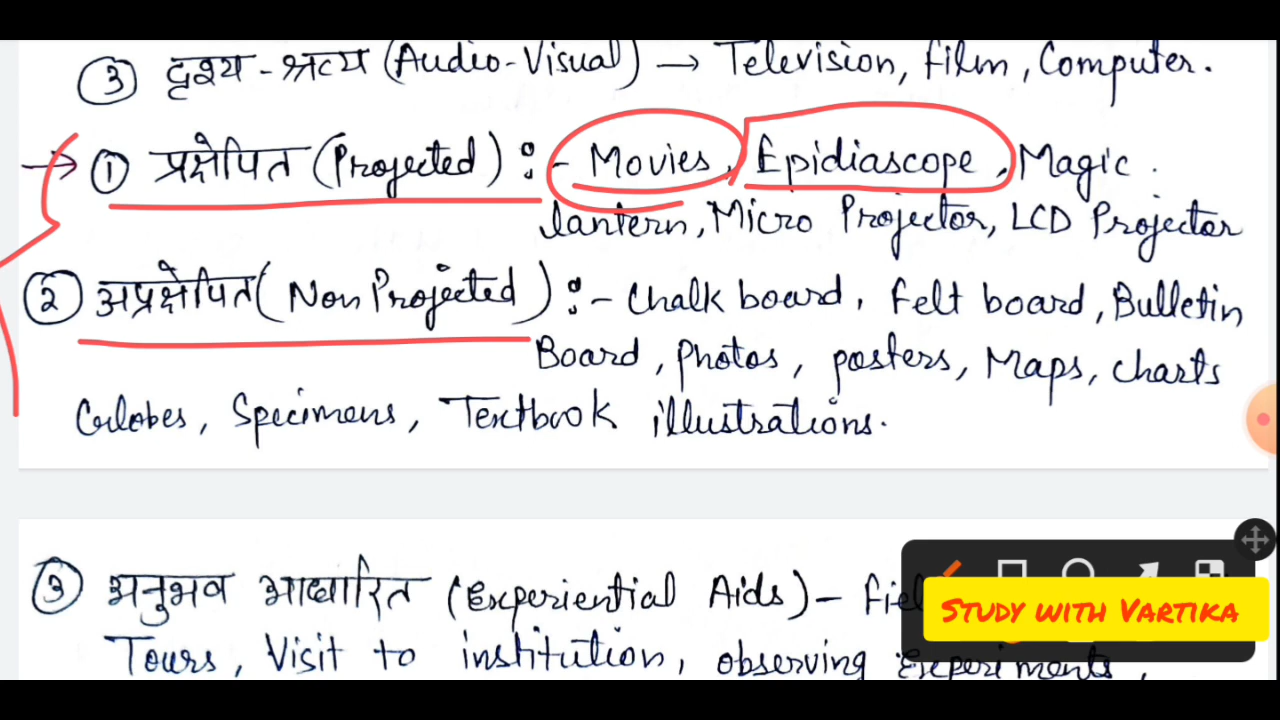 ③ दृश्य-श्रव्य (Audio-Visual) → Television, film, Computer.
→ ① प्रक्षेपित (Projected) :- Movies, Epidiascope, Magic
lantern, Micro Projector, LCD Projector
② अप्रक्षेपित (Non Projected) :- Chalk board, felt board, Bulletin
Board, Photos, posters, Maps, charts
Globes, Specimens, Textbook illustrations.
③ अनुभव आधारित (Experiential Aids) -
Tours, Visit to institution, observing experiments,
STUDY WITH VARTIKA